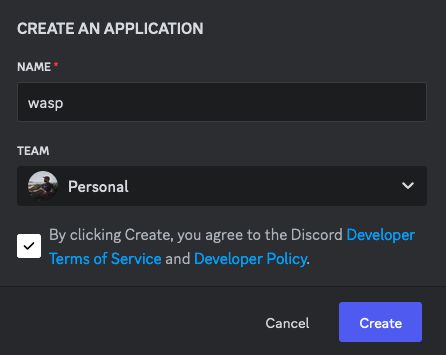 CREATE AN APPLICATION
NAME *
wasp
TEAM
Personal
By clicking Create, you agree to the Discord Developer
Terms of Service and Developer Policy.
Cancel
Create